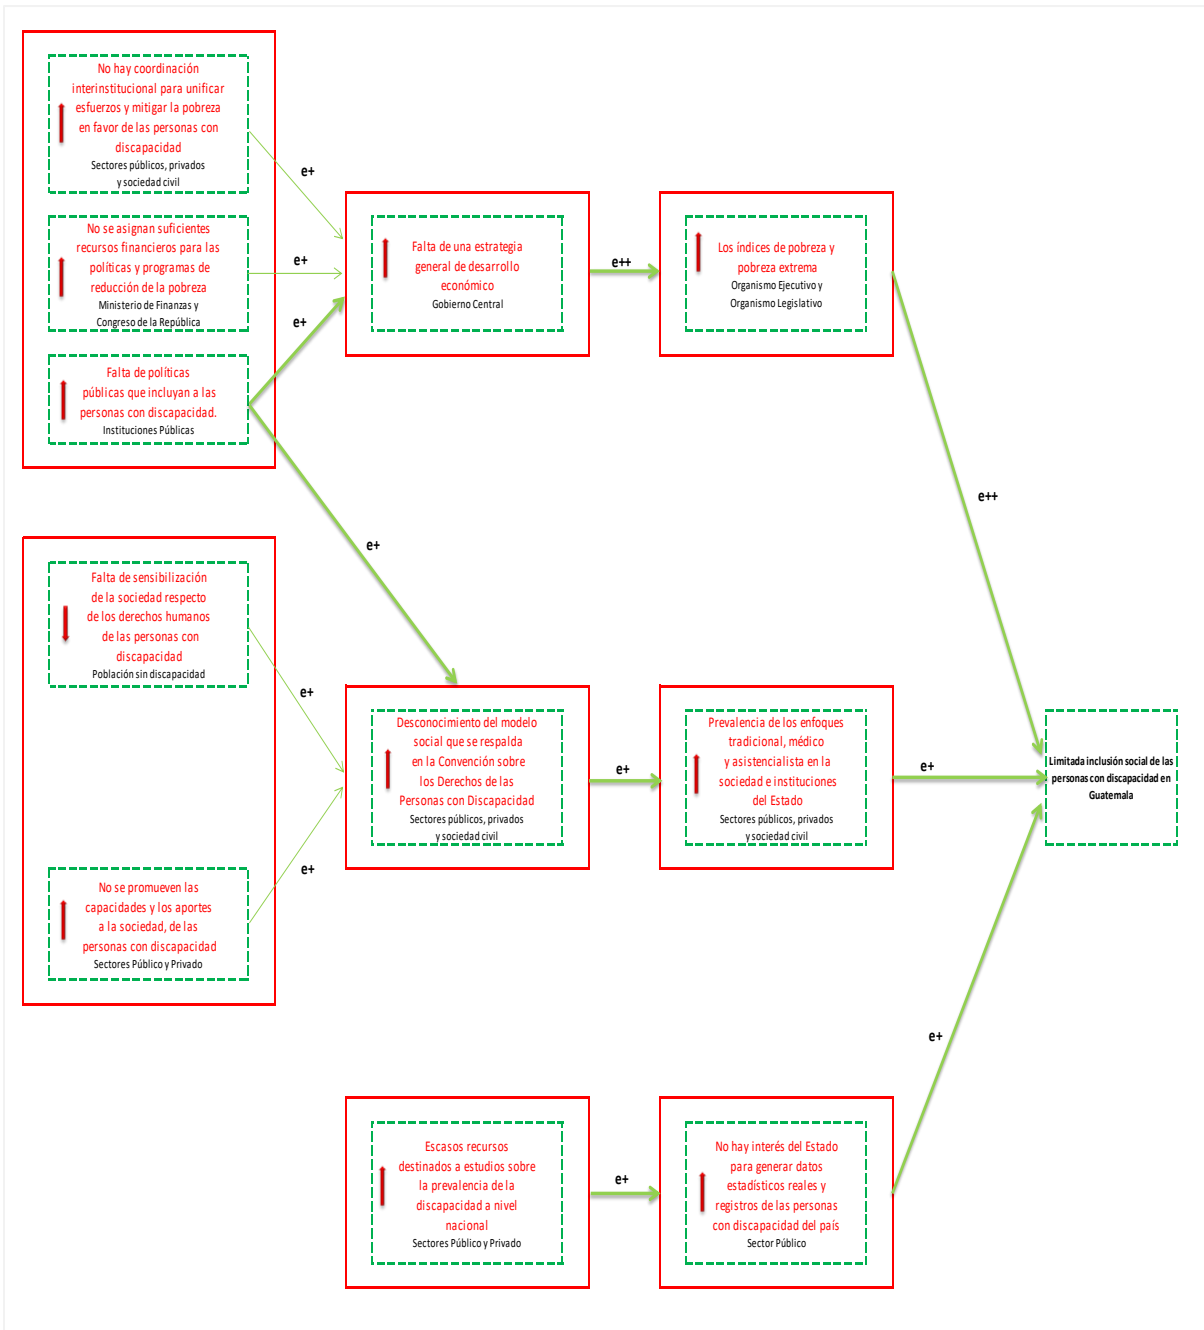 No hay coordinación
interinstitucional para unificar
esfuerzos y mitigar la pobreza
en favor de las personas con
discapacidad
Sectores públicos, privados
y sociedad civil
e+
No se asignan suficientes
recursos financieros para las
políticas y programas de
reducción de la pobreza
Ministerio de Finanzas y
Congreso de la República
e+
Falta de políticas
públicas que incluyan a las
personas con discapacidad.
Instituciones Públicas
e+
e+
Falta de una estrategia
general de desarrollo
económico
Gobierno Central
e++
Los índices de pobreza y
pobreza extrema
Organismo Ejecutivo y
Organismo Legislativo
e++
Falta de sensibilización
de la sociedad respecto
de los derechos humanos
de las personas con
discapacidad
Población sin discapacidad
e+
No se promueven las
capacidades y los aportes
a la sociedad, de las
personas con discapacidad
Sectores Público y Privado
e+
Desconocimiento del modelo
social que se respalda
en la Convención sobre
los Derechos de las
Personas con Discapacidad
Sectores públicos, privados
y sociedad civil
e+
Prevalencia de los enfoques
tradicional, médico
y asistencialista en la
sociedad e instituciones
del Estado
Sectores públicos, privados
y sociedad civil
e+
Limitada inclusión social de las
personas con discapacidad en
Guatemala
Escasos recursos
destinados a estudios sobre
la prevalencia de la
discapacidad a nivel
nacional
Sectores Público y Privado
e+
No hay interés del Estado
para generar datos
estadísticos reales y
registros de las personas
con discapacidad del país
Sector Público
e+